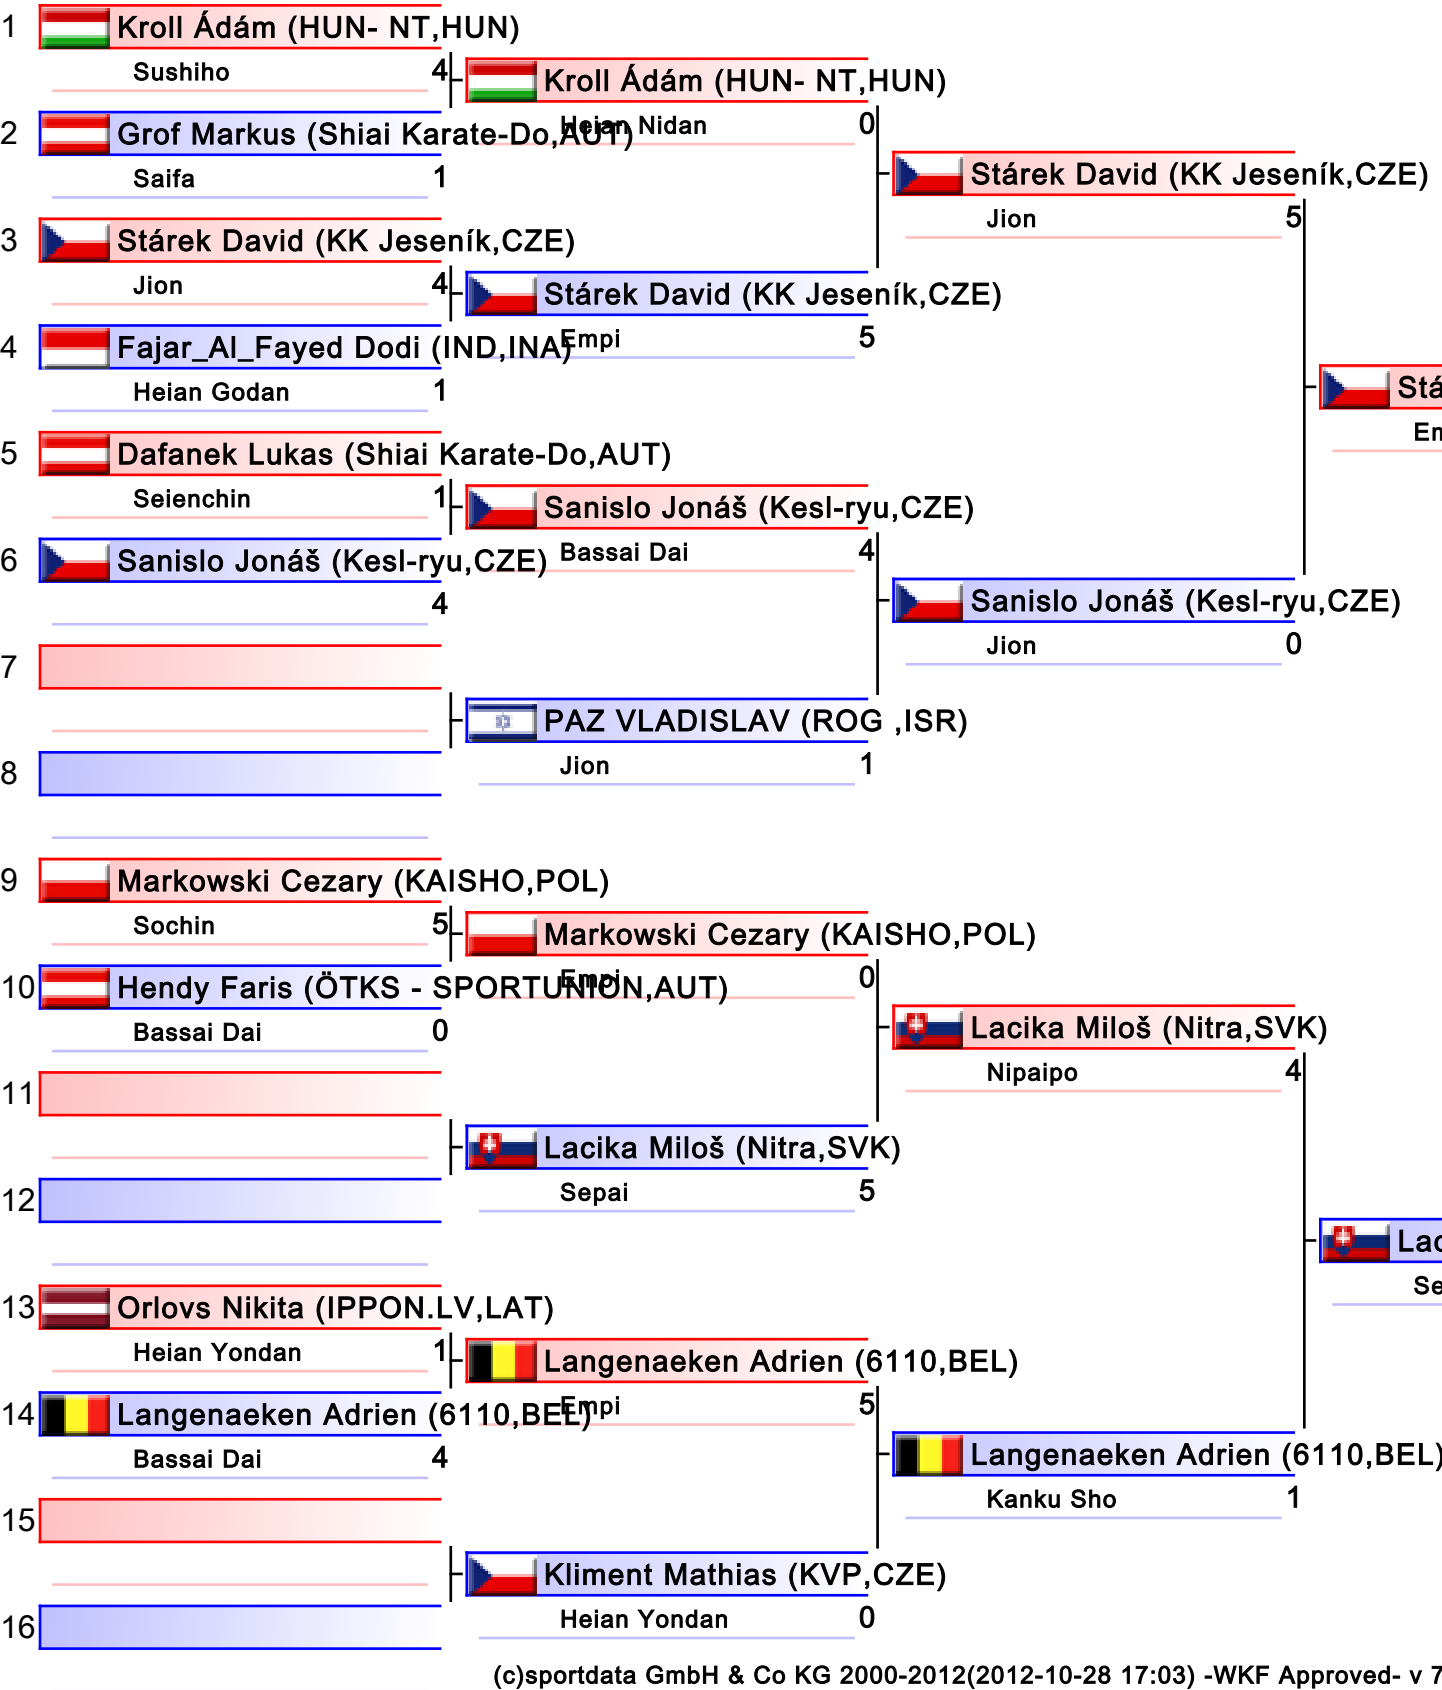 1 Kroll Ádám (HUN- NT,HUN)
Sushiho 4
Kroll Ádám (HUN- NT,HUN)
Heian Nidan 0
2 Grof Markus (Shiai Karate-Do,AUT)
Saifa 1
Stárek David (KK Jeseník,CZE)
Jion 5
3 Stárek David (KK Jeseník,CZE)
Jion 4
Stárek David (KK Jeseník,CZE)
Empi 5
4 Fajar_Al_Fayed Dodi (IND,INA)
Heian Godan 1
Stá
Em
5 Dafanek Lukas (Shiai Karate-Do,AUT)
Seienchin 1
Sanislo Jonáš (Kesl-ryu,CZE)
Bassai Dai 4
6 Sanislo Jonáš (Kesl-ryu,CZE)
4
Sanislo Jonáš (Kesl-ryu,CZE)
Jion 0
7
PAZ VLADISLAV (ROG ,ISR)
Jion 1
8
9 Markowski Cezary (KAISHO,POL)
Sochin 5
Markowski Cezary (KAISHO,POL)
Empi 0
10 Hendy Faris (ÖTKS - SPORTUNION,AUT)
Bassai Dai 0
Lacika Miloš (Nitra,SVK)
Nipaipo 4
11
Lacika Miloš (Nitra,SVK)
Sepai 5
12
Lac
Se
13 Orlovs Nikita (IPPON.LV,LAT)
Heian Yondan 1
Langenaeken Adrien (6110,BEL)
Empi 5
14 Langenaeken Adrien (6110,BEL)
Bassai Dai 4
Langenaeken Adrien (6110,BEL)
Kanku Sho 1
15
Kliment Mathias (KVP,CZE)
Heian Yondan 0
16
(c)sportdata GmbH & Co KG 2000-2012(2012-10-28 17:03) -WKF Approved- v 7